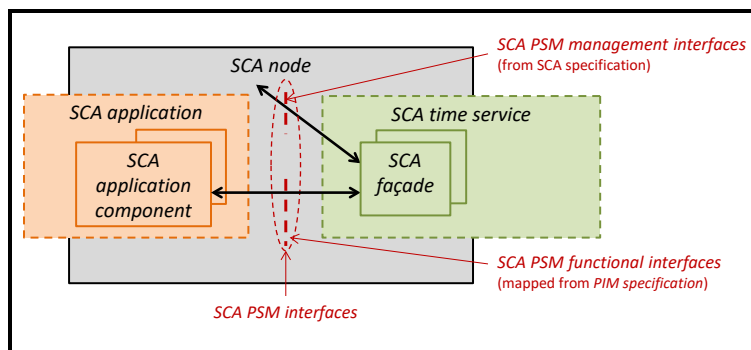 SCA PSM management interfaces
(from SCA specification)
SCA node
SCA application
SCA time service
SCA
application
component
SCA
façade
SCA PSM functional interfaces
(mapped from PIM specification)
SCA PSM interfaces